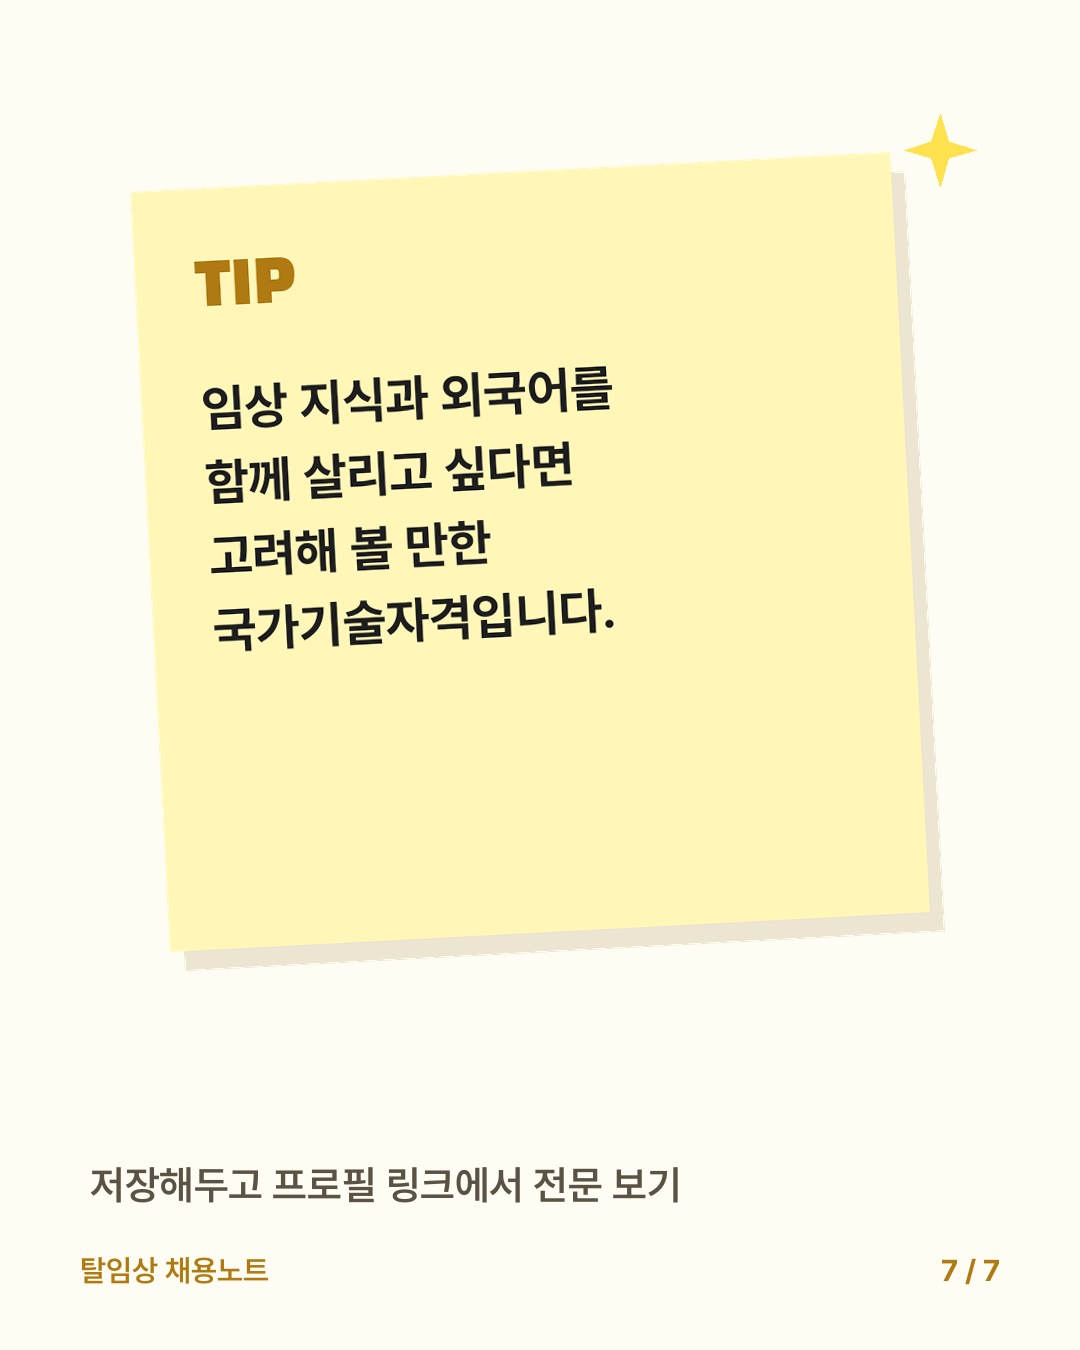 TIP
임상 지식과 외국어를
함께 살리고 싶다면
고려해 볼 만한
국가기술자격입니다.
저장해두고 프로필 링크에서 전문 보기
탈임상 채용노트
7 / 7